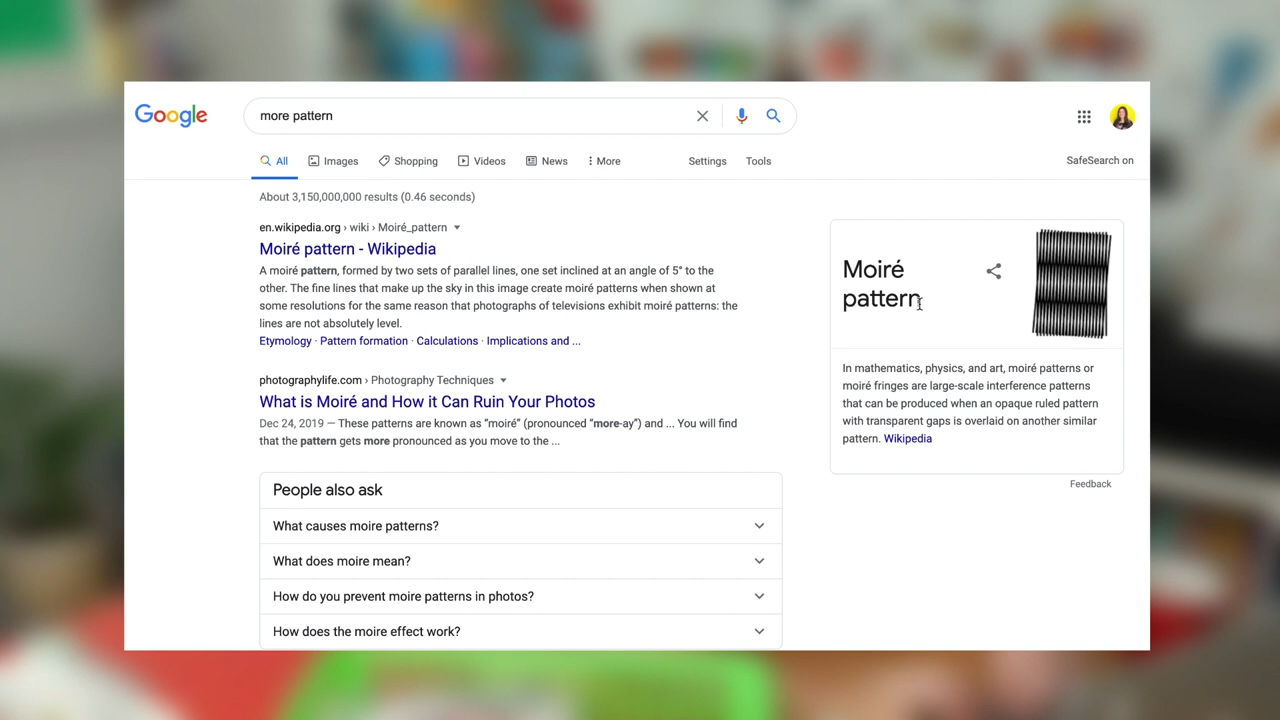 Google
more pattern
All Images Shopping Videos News More Settings Tools SafeSearch on
About 3,150,000,000 results (0.46 seconds)
en.wikipedia.org › wiki › Moiré_pattern
Moiré pattern - Wikipedia
A moiré pattern, formed by two sets of parallel lines, one set inclined at an angle of 5° to the
other. The fine lines that make up the sky in this image create moiré patterns when shown at
some resolutions for the same reason that photographs of televisions exhibit moiré patterns: the
lines are not absolutely level.
Etymology · Pattern formation · Calculations · Implications and ...
photographylife.com › Photography Techniques
What is Moiré and How it Can Ruin Your Photos
Dec 24, 2019 — These patterns are known as “moiré” (pronounced “more-ay”) and ... You will find
that the pattern gets more pronounced as you move to the ...
People also ask
What causes moire patterns?
What does moire mean?
How do you prevent moire patterns in photos?
How does the moire effect work?
Moiré
pattern
In mathematics, physics, and art, moiré patterns or
moiré fringes are large-scale interference patterns
that can be produced when an opaque ruled pattern
with transparent gaps is overlaid on another similar
pattern. Wikipedia
Feedback